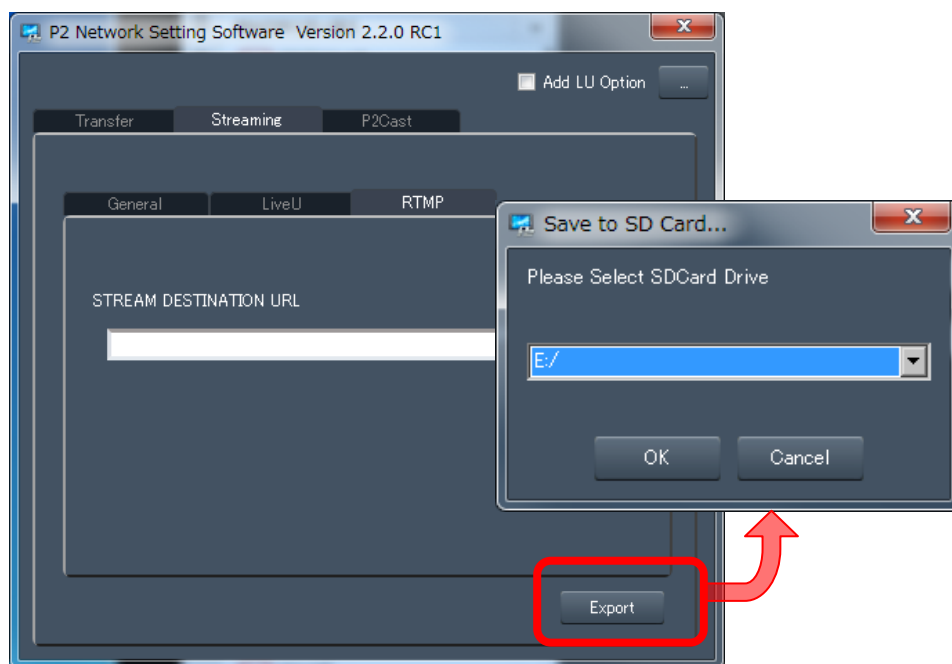 P2 Network Setting Software Version 2.2.0 RC1
Add LU Option
...
Transfer
Streaming
P2Cast
General
LiveU
RTMP
STREAM DESTINATION URL
Export
Save to SD Card...
Please Select SDCard Drive
E:/
OK
Cancel